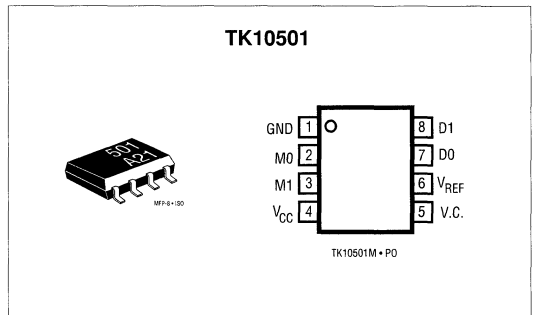 TK10501
501
A21
MFP-8 • ISO
GND 1 8 D1
M0 2 7 D0
M1 3 6 VREF
VCC 4 5 V.C.
TK10501M • PO